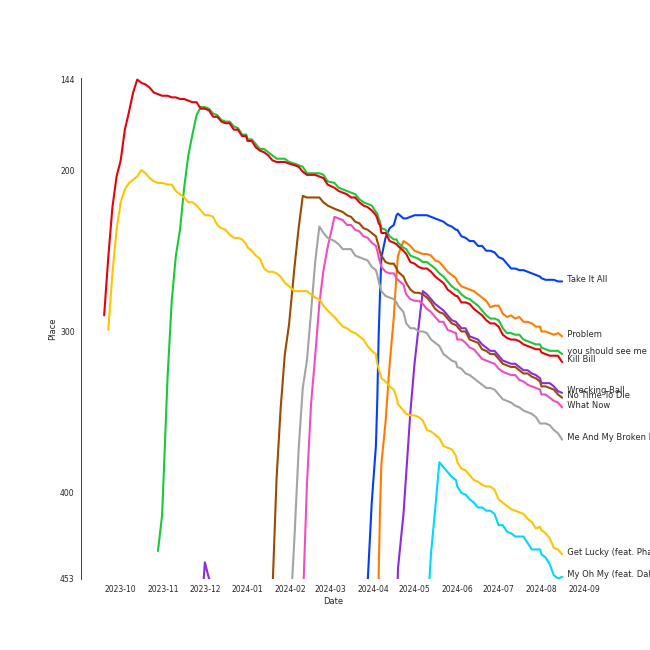 144
200
300
400
453
Place
2023-10 2023-11 2023-12 2024-01 2024-02 2024-03 2024-04 2024-05 2024-06 2024-07 2024-08 2024-09
Date
Take It All
Problem
you should see me
Kill Bill
Wrecking Ball
No Time To Die
What Now
Me And My Broken
Get Lucky (feat. Pha
My Oh My (feat. DaB